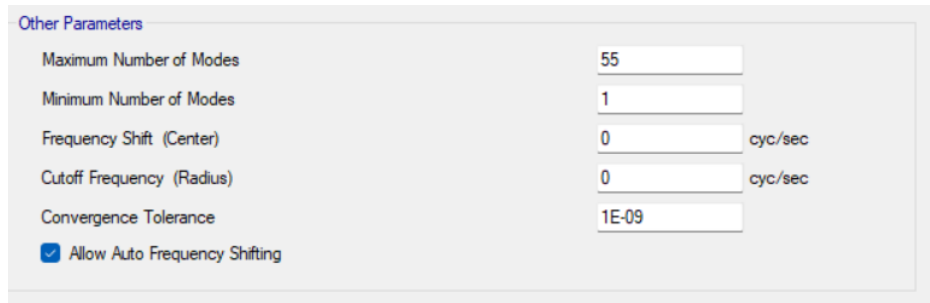 Other Parameters
Maximum Number of Modes 55
Minimum Number of Modes 1
Frequency Shift (Center) 0 cyc/sec
Cutoff Frequency (Radius) 0 cyc/sec
Convergence Tolerance 1E-09
Allow Auto Frequency Shifting